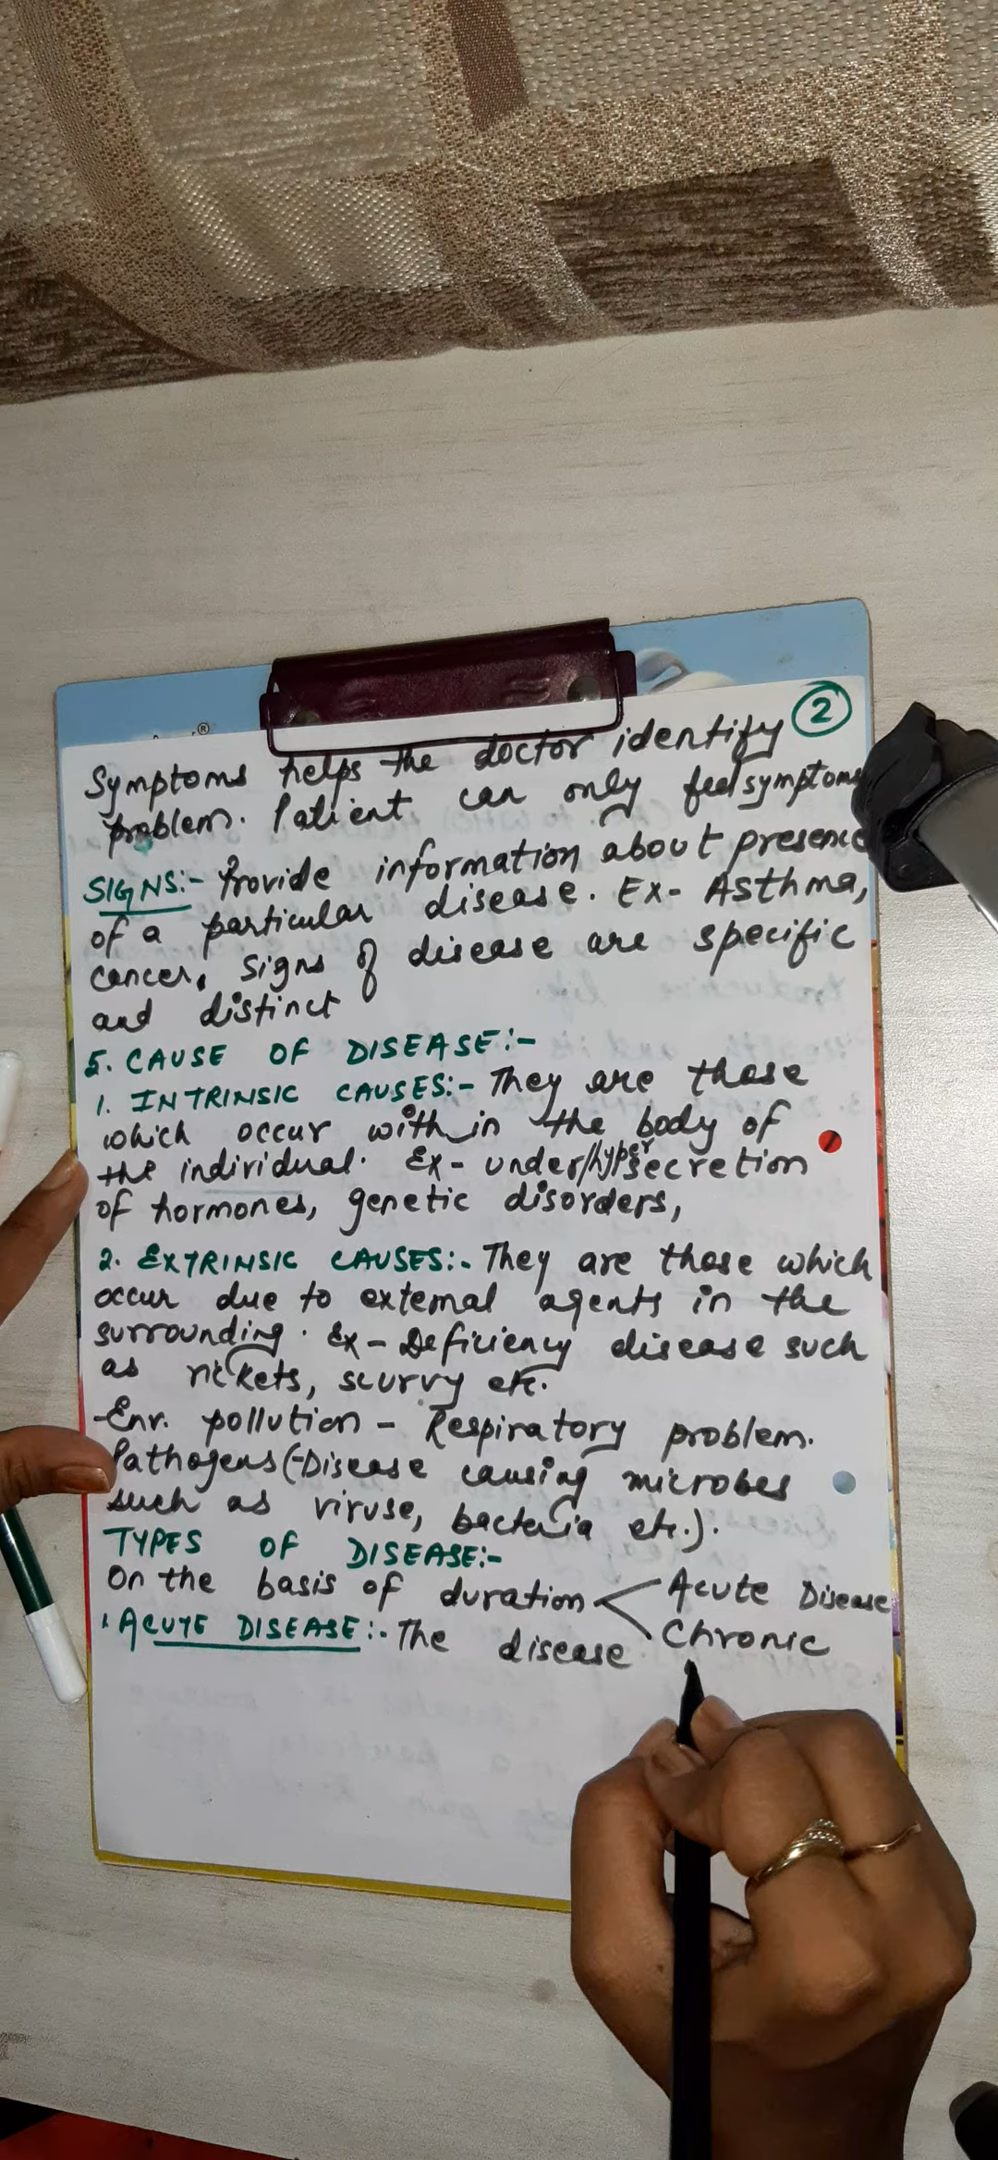 2
Symptoms helps the doctor identify
problem. Patient can only feel symptoms
SIGNS:- Provide information about presence
of a particular disease. Ex- Asthma,
cancer, signs of disease are specific
and distinct
5. CAUSE OF DISEASE:-
1. INTRINSIC CAUSES:- They are those
which occur within the body of
the individual. Ex- under/hyper secretion
of hormones, genetic disorders,
2. EXTRINSIC CAUSES:- They are those which
occur due to external agents in the
surrounding. Ex- Deficiency disease such
as rickets, scurvy etc.
-Env. pollution - Respiratory problem.
Pathogens (-Disease causing microbes
such as viruse, bacteria etc.).
TYPES OF DISEASE:-
On the basis of duration < Acute Disease
Chronic
1. ACUTE DISEASE:- The disease